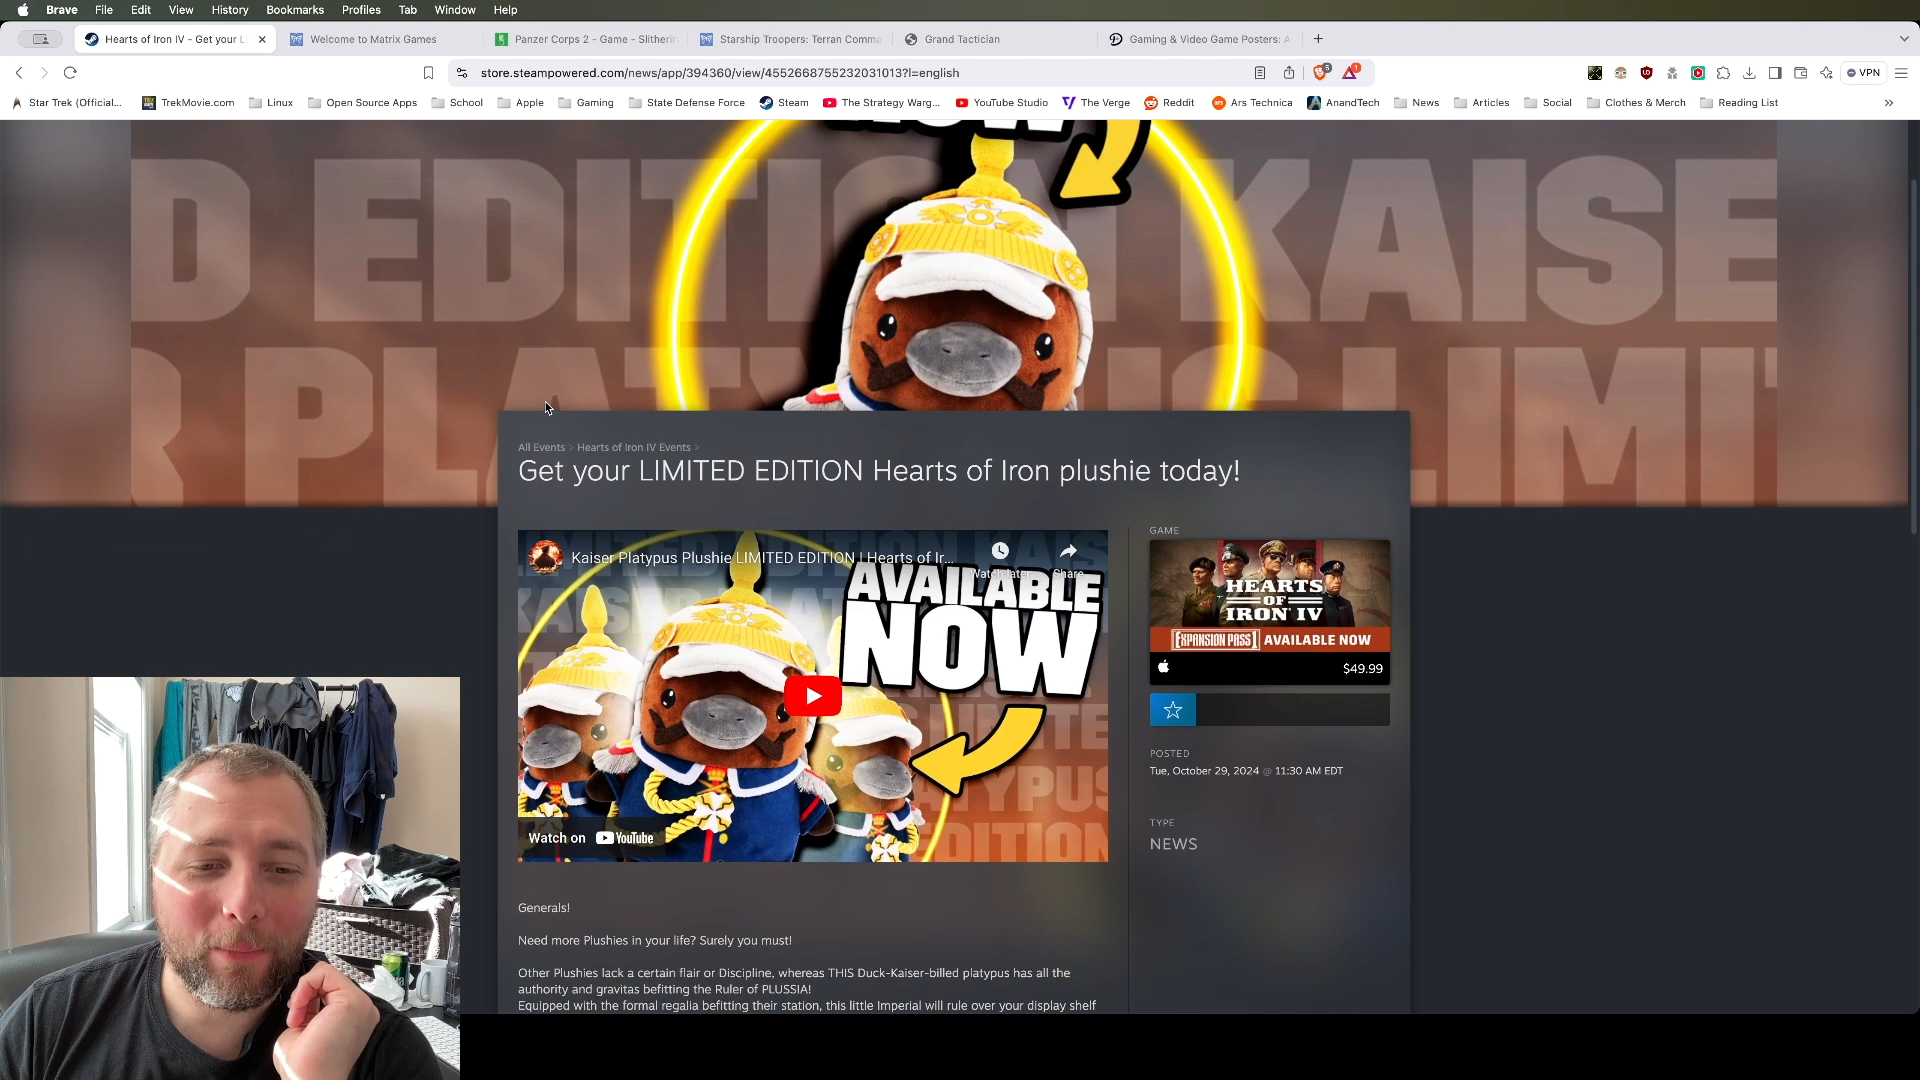 Brave File Edit View History Bookmarks Profiles Tab Window Help
Hearts of Iron IV - Get your L
Welcome to Matrix Games
Panzer Corps 2 - Game - Slitherin
Starship Troopers: Terran Comma
Grand Tactician
Gaming & Video Game Posters: A
store.steampowered.com/news/app/394360/view/4552668755232031013?l=english
5
1
VPN
Star Trek (Official... TrekMovie.com Linux Open Source Apps School Apple Gaming State Defense Force Steam The Strategy Warg... YouTube Studio The Verge Reddit Ars Technica AnandTech News Articles Social Clothes & Merch Reading List
NOW
D EDITION KAISE
R PLATYPUS LIMIT
All Events > Hearts of Iron IV Events >
Get your LIMITED EDITION Hearts of Iron plushie today!
Kaiser Platypus Plushie LIMITED EDITION | Hearts of Ir...
Watch later
Share
AVAILABLE
NOW
ATYPUS
EDITION
Watch on YouTube
GAME
HEARTS
OF
IRON IV
EXPANSION PASS 1 AVAILABLE NOW
$49.99
POSTED
Tue, October 29, 2024 @ 11:30 AM EDT
TYPE
NEWS
Generals!
Need more Plushies in your life? Surely you must!
Other Plushies lack a certain flair or Discipline, whereas THIS Duck-Kaiser-billed platypus has all the
authority and gravitas befitting the Ruler of PLUSSIA!
Equipped with the formal regalia befitting their station, this little Imperial will rule over your display shelf